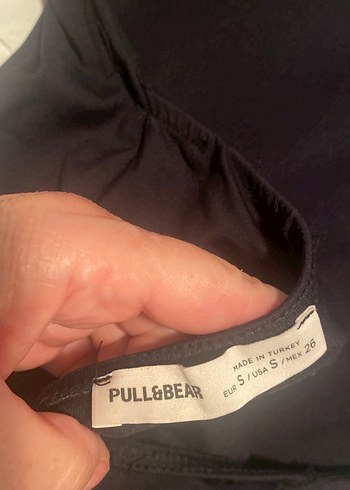 PULL&BEAR
MADE IN TURKEY
EUR S / USA S / MEX 26